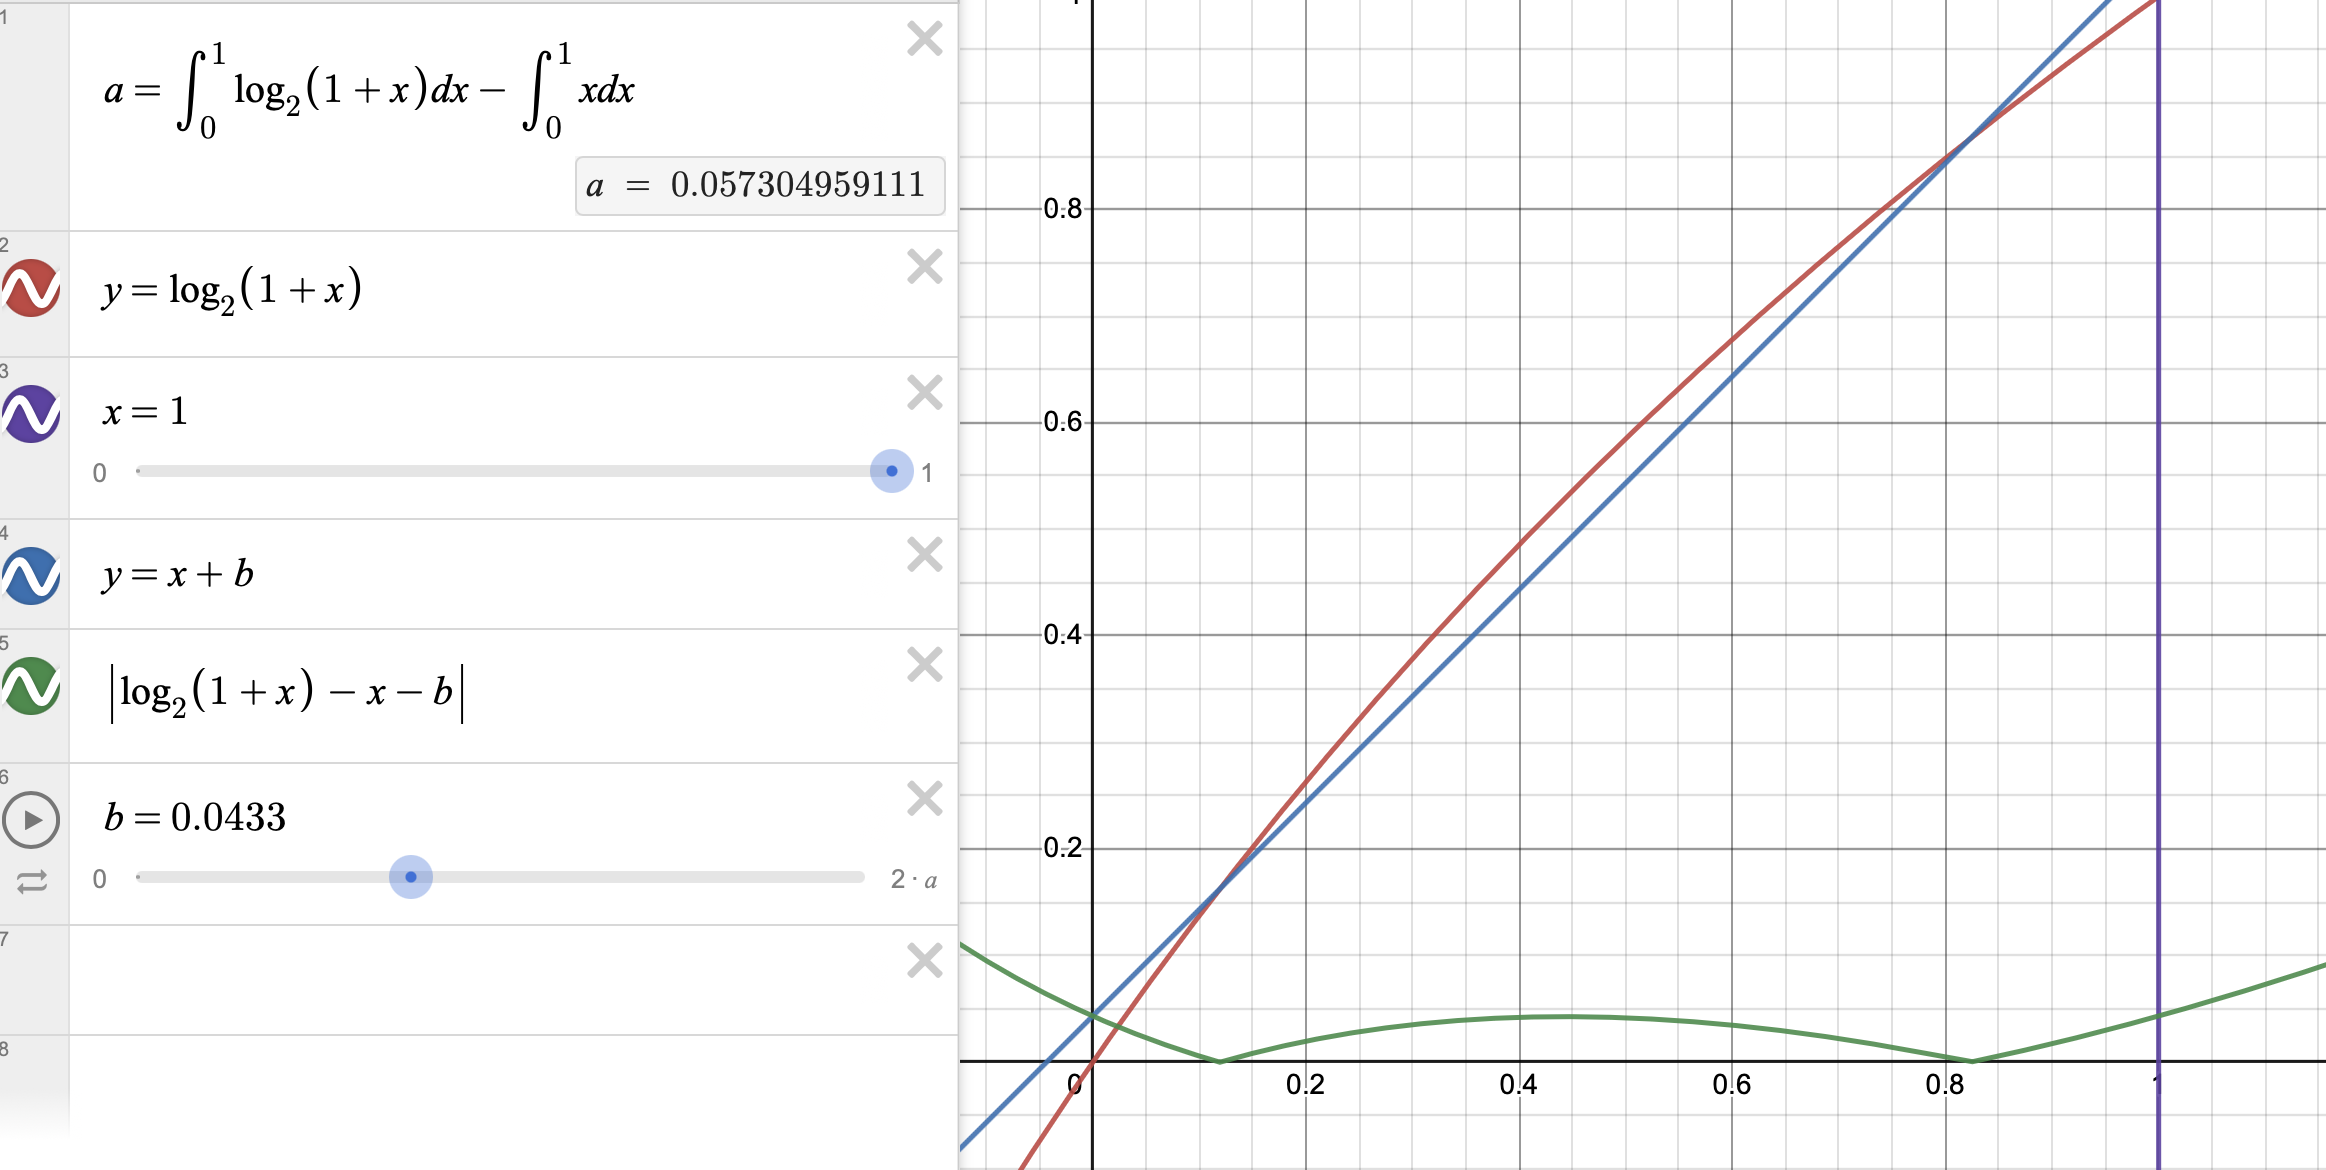 1
a = ∫₀¹ log₂(1 + x)dx − ∫₀¹ xdx
a = 0.057304959111
2
y = log₂(1 + x)
3
x = 1
0 1
4
y = x + b
5
|log₂(1 + x) − x − b|
6
b = 0.0433
0 2 · a
7
8
0.8
0.6
0.4
0.2
0 0.2 0.4 0.6 0.8 1